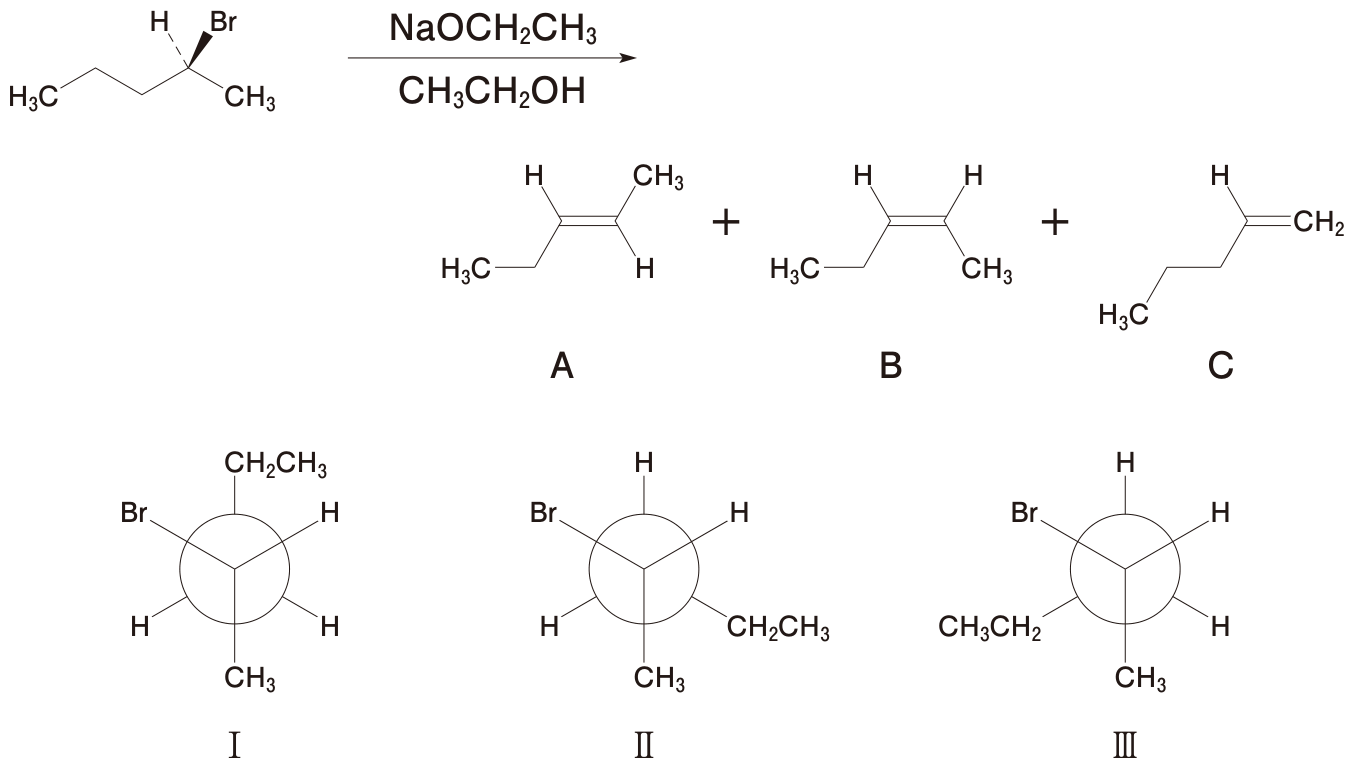 H Br
H₃C CH₃
NaOCH₂CH₃
CH₃CH₂OH
H CH₃
H₃C H
A
+
H H
H₃C CH₃
B
+
H
CH₂
H₃C
C
CH₂CH₃
Br H
H H
CH₃
I
H
Br H
H CH₂CH₃
CH₃
II
H
Br H
CH₃CH₂ H
CH₃
III